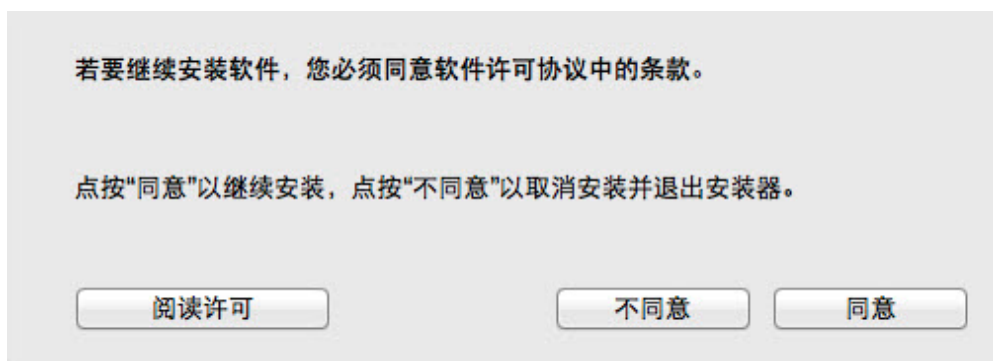 若要继续安装软件，您必须同意软件许可协议中的条款。
点按“同意”以继续安装，点按“不同意”以取消安装并退出安装器。
阅读许可 不同意 同意